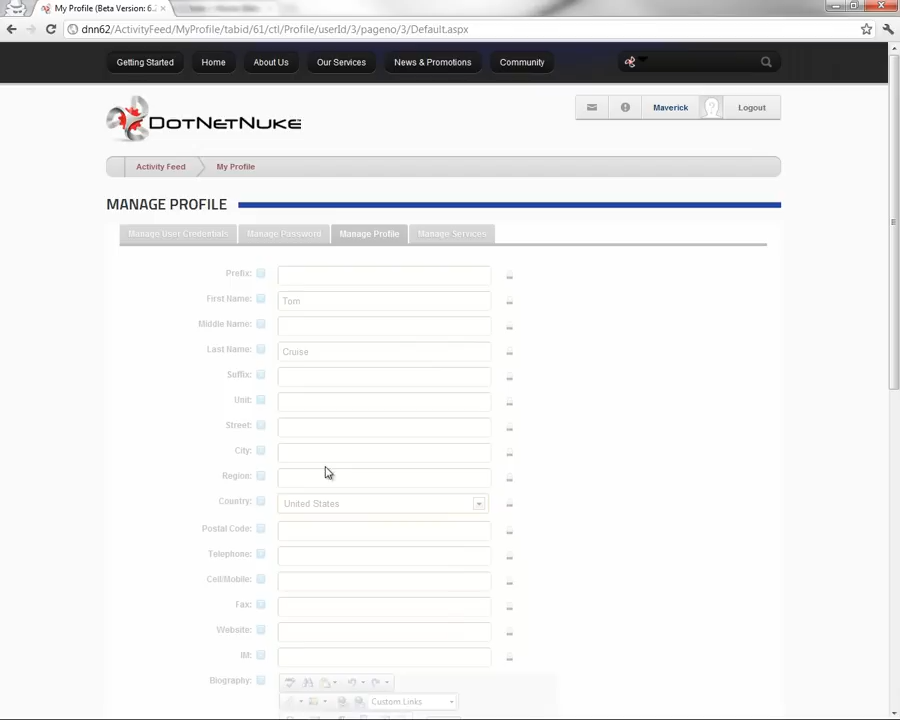 My Profile (Beta Version: 6.
dnn62/ActivityFeed/MyProfile/tabid/61/ctl/Profile/userId/3/pageno/3/Default.aspx
Getting Started Home About Us Our Services News & Promotions Community
DotNetNuke Maverick Logout
Activity Feed My Profile
MANAGE PROFILE
Manage User Credentials Manage Password Manage Profile Manage Services
Prefix:
First Name: Tom
Middle Name:
Last Name: Cruise
Suffix:
Unit:
Street:
City:
Region:
Country: United States
Postal Code:
Telephone:
Cell/Mobile:
Fax:
Website:
IM:
Biography:
Custom Links